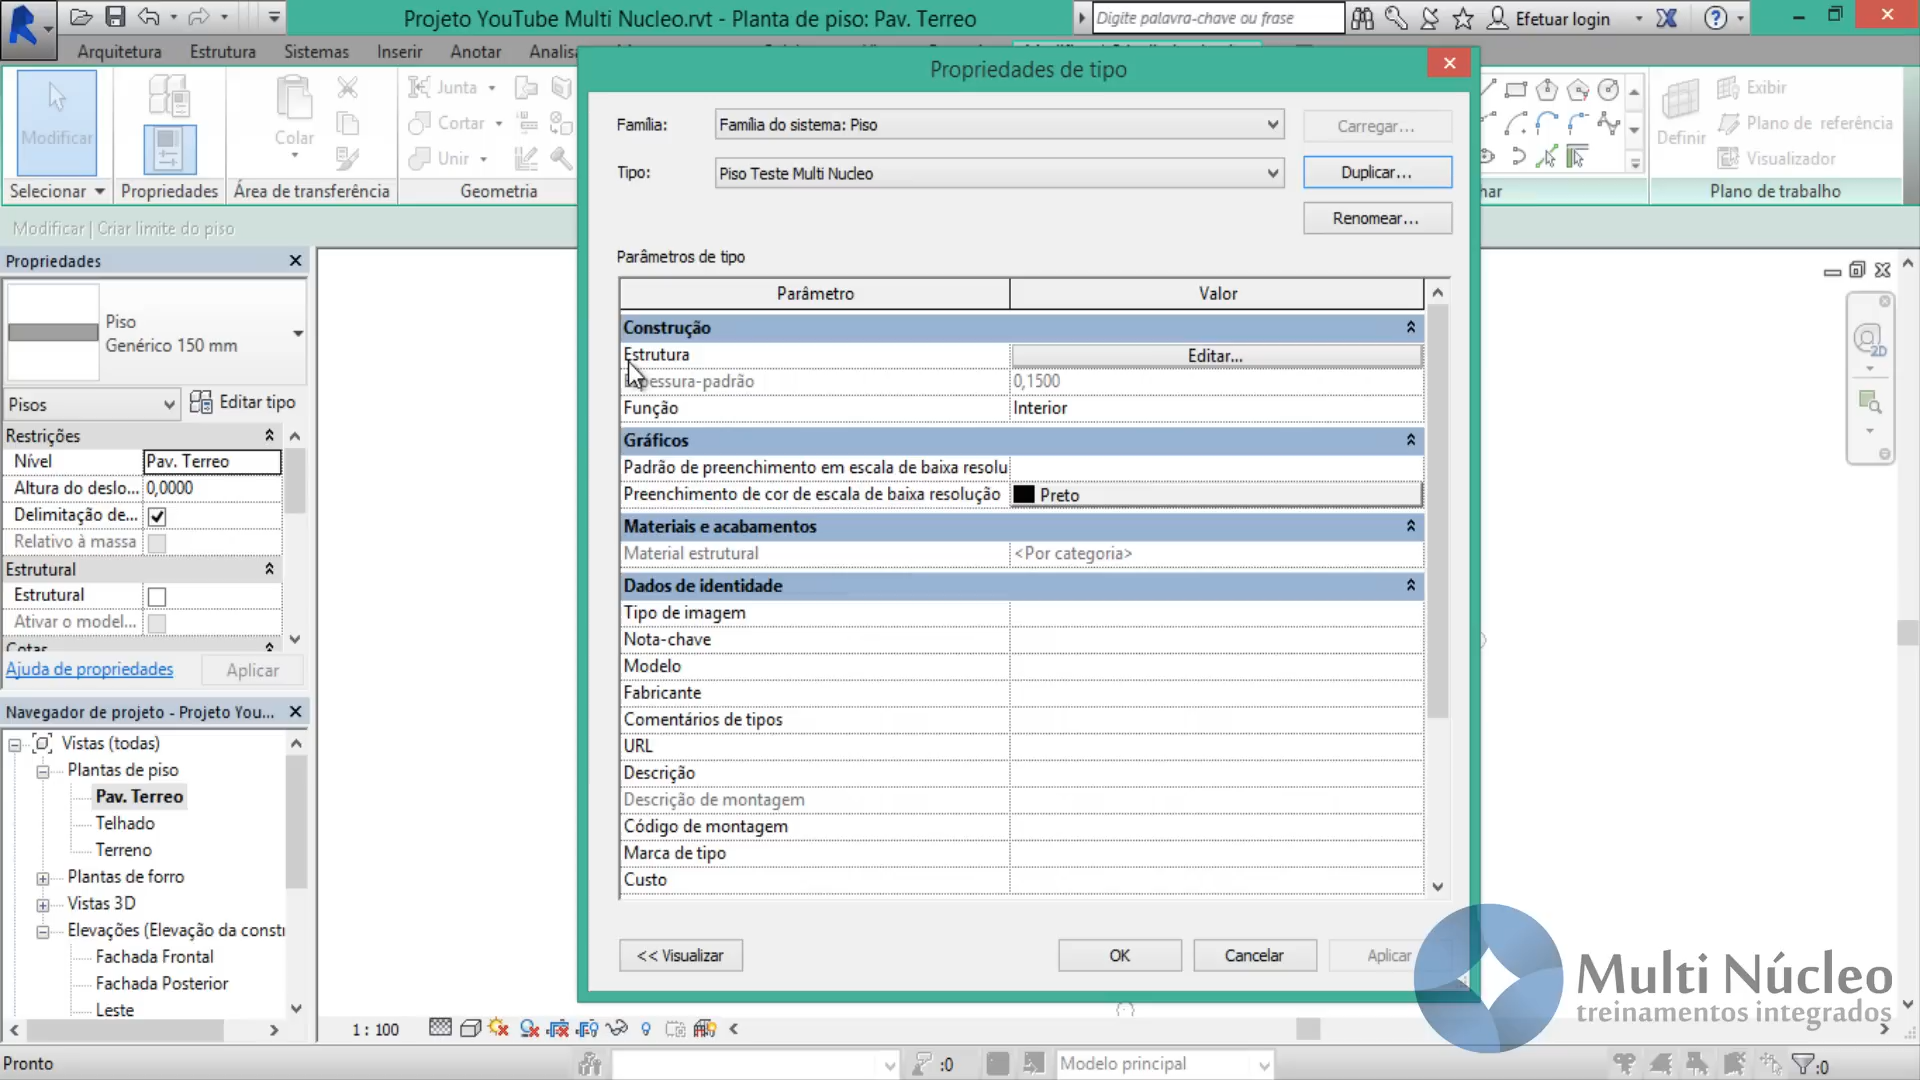 Projeto YouTube Multi Nucleo.rvt - Planta de piso: Pav. Terreo
Digite palavra-chave ou frase
Efetuar login
Arquitetura Estrutura Sistemas Inserir Anotar Analis
Modificar
Colar
Junta
Cortar
Unir
Selecionar
Propriedades
Área de transferência
Geometria
Definir
Exibir
Plano de referência
Visualizador
nar
Plano de trabalho
Modificar | Criar limite do piso
Propriedades
Piso
Genérico 150 mm
Pisos
Editar tipo
Restrições
Nível Pav. Terreo
Altura do deslo... 0,0000
Delimitação de...
Relativo à massa
Estrutural
Estrutural
Ativar o model...
Cotas
Ajuda de propriedades
Aplicar
Navegador de projeto - Projeto You...
Vistas (todas)
Plantas de piso
Pav. Terreo
Telhado
Terreno
Plantas de forro
Vistas 3D
Elevações (Elevação da constr
Fachada Frontal
Fachada Posterior
Leste
Propriedades de tipo
Família: Família do sistema: Piso
Carregar...
Tipo: Piso Teste Multi Nucleo
Duplicar...
Renomear...
Parâmetros de tipo
Parâmetro Valor
Construção
Estrutura Editar...
pessura-padrão 0,1500
Função Interior
Gráficos
Padrão de preenchimento em escala de baixa resolu
Preenchimento de cor de escala de baixa resolução Preto
Materiais e acabamentos
Material estrutural <Por categoria>
Dados de identidade
Tipo de imagem
Nota-chave
Modelo
Fabricante
Comentários de tipos
URL
Descrição
Descrição de montagem
Código de montagem
Marca de tipo
Custo
<< Visualizar
OK
Cancelar
Aplicar
Multi Núcleo
treinamentos integrados
1 : 100
Pronto
:0
Modelo principal
:0